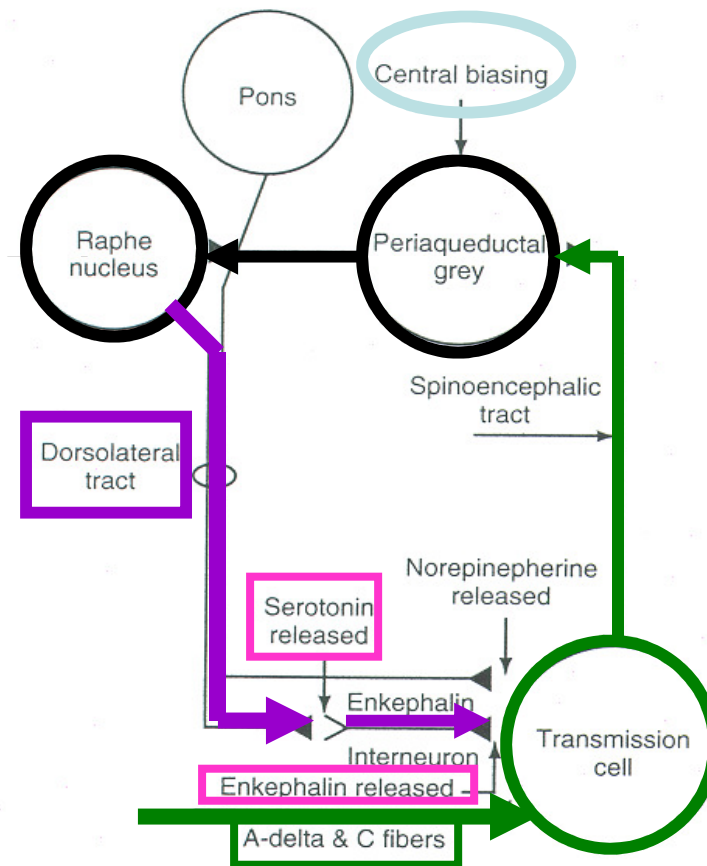 Central biasing
Pons
Raphe
nucleus
Periaqueductal
grey
Spinoencephalic
tract
Dorsolateral
tract
Norepinepherine
released
Serotonin
released
Enkephalin
Interneuron
Transmission
cell
Enkephalin released
A-delta & C fibers